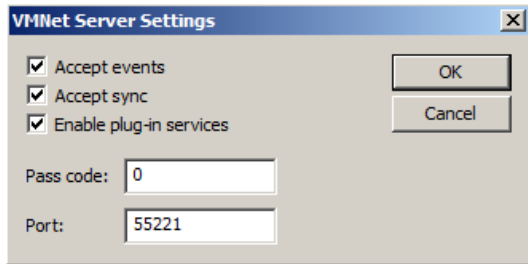 VMNet Server Settings
Accept events
OK
Accept sync
Cancel
Enable plug-in services
Pass code: 0
Port: 55221